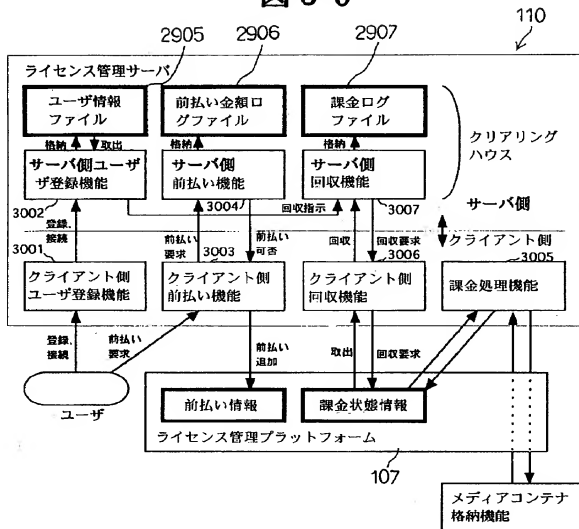 図30
110
2905
2906
2907
ライセンス管理サーバ
ユーザ情報
ファイル
前払い金額ロ
グファイル
課金ログ
ファイル
クリアリング
ハウス
格納
取出
格納
格納
サーバ側ユーザ
ザ登録機能
サーバ側
前払い機能
サーバ側
回収機能
3002
3004
3007
回収指示
サーバ側
クライアント側
登録,
接続
前払い
要求
前払い
可否
回収
回収要求
3001
3003
3006
3005
クライアント側
ユーザ登録機能
クライアント側
前払い機能
クライアント側
回収機能
課金処理機能
登録,
接続
前払い
要求
前払い
追加
取出
回収要求
ユーザ
前払い情報
課金状態情報
ライセンス管理プラットフォーム
107
メディアコンテナ
格納機能